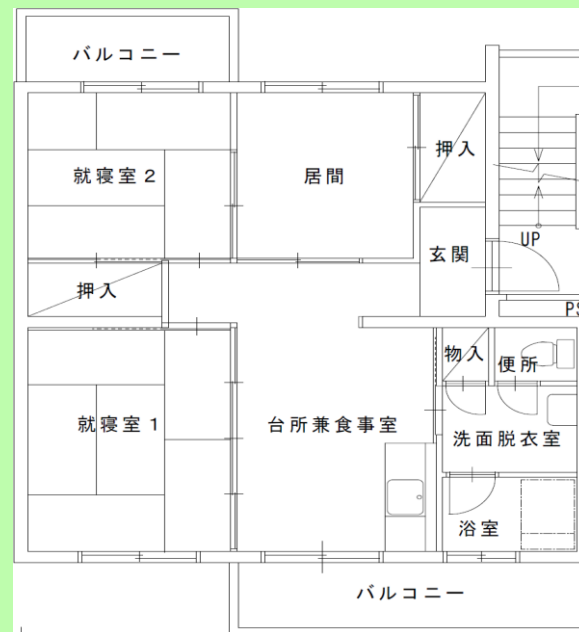 バルコニー
就寝室2
居間
押入
玄関
UP
押入
PS
物入
便所
就寝室1
台所兼食事室
洗面脱衣室
浴室
バルコニー